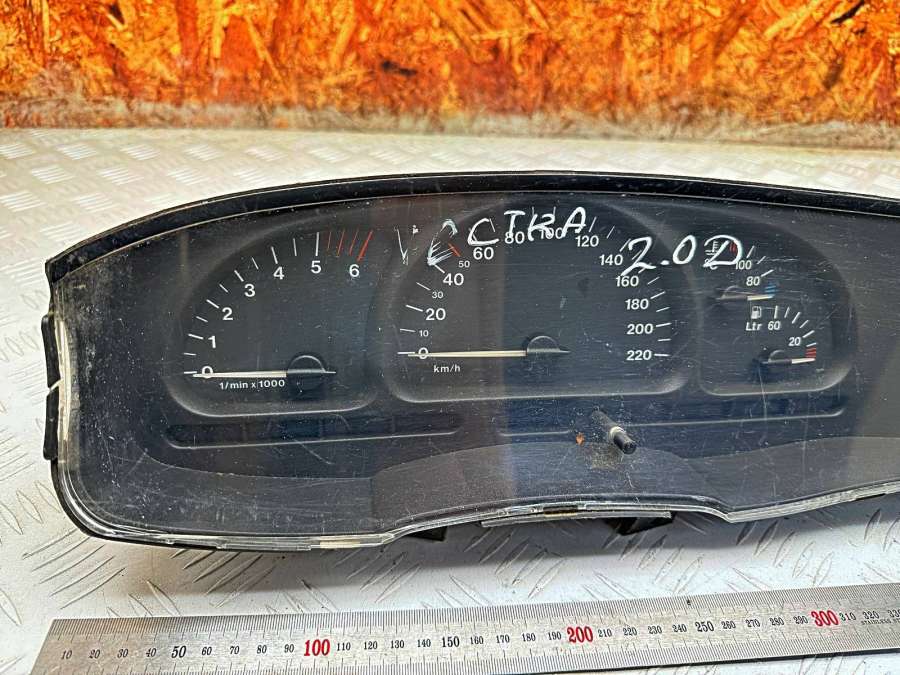 VECTRA 2.0D
0 1 2 3 4 5 6
1/min x 1000
0 10 20 30 40 50 60 80 100 120 140 160 180 200 220
km/h
80 100
Ltr 60 20
10 20 30 40 50 60 70 80 90 100 110 120 130 140 150 160 170 180 190 200 210 220 230 240 250 260 270 280 290 300 310 320
STAINLESS